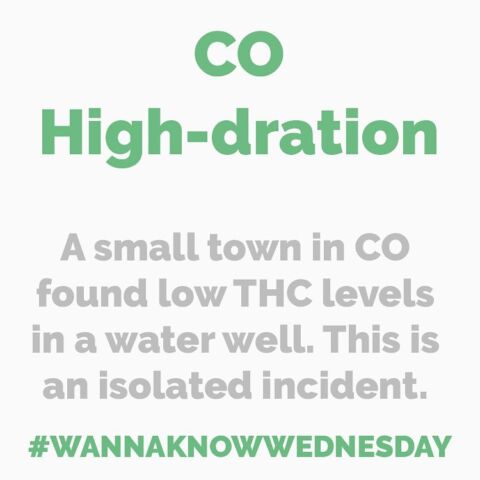 CO
High-dration
A small town in CO
found low THC levels
in a water well. This is
an isolated incident.
#WANNAKNOWWEDNESDAY